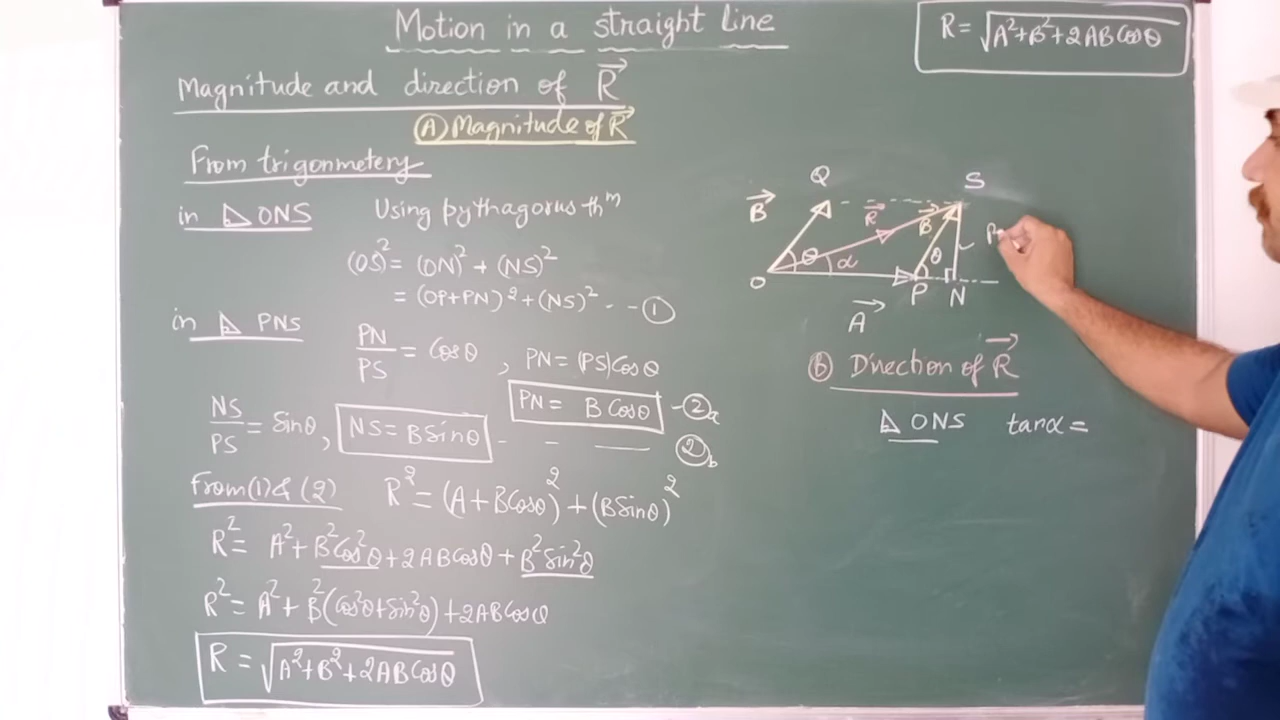 Motion in a straight line
R = √A²+B²+2ABCosθ
Magnitude and direction of R⃗
Ⓐ Magnitude of R⃗
From trigonmetery
in ◺ ONS Using pythagorus thᵐ
(OS)² = (ON)² + (NS)²
= (OP+PN)² + (NS)² - - ①
in ◺ PNS
PN/PS = Cosθ , PN = (PS)Cosθ
PN = BCosθ - ②a
NS/PS = Sinθ , NS = BSinθ - - — ②b
From (1) & (2) R² = (A+BCosθ)² + (BSinθ)²
R² = A² + B²Cos²θ + 2ABCosθ + B²Sin²θ
R² = A² + B²(Cos²θ+Sin²θ) + 2ABCosθ
R = √A²+B²+2ABCosθ
Q S
B⃗ R⃗ B⃗
θ α θ
O P N
A⃗
Ⓑ Direction of R⃗
◺ ONS tanα =